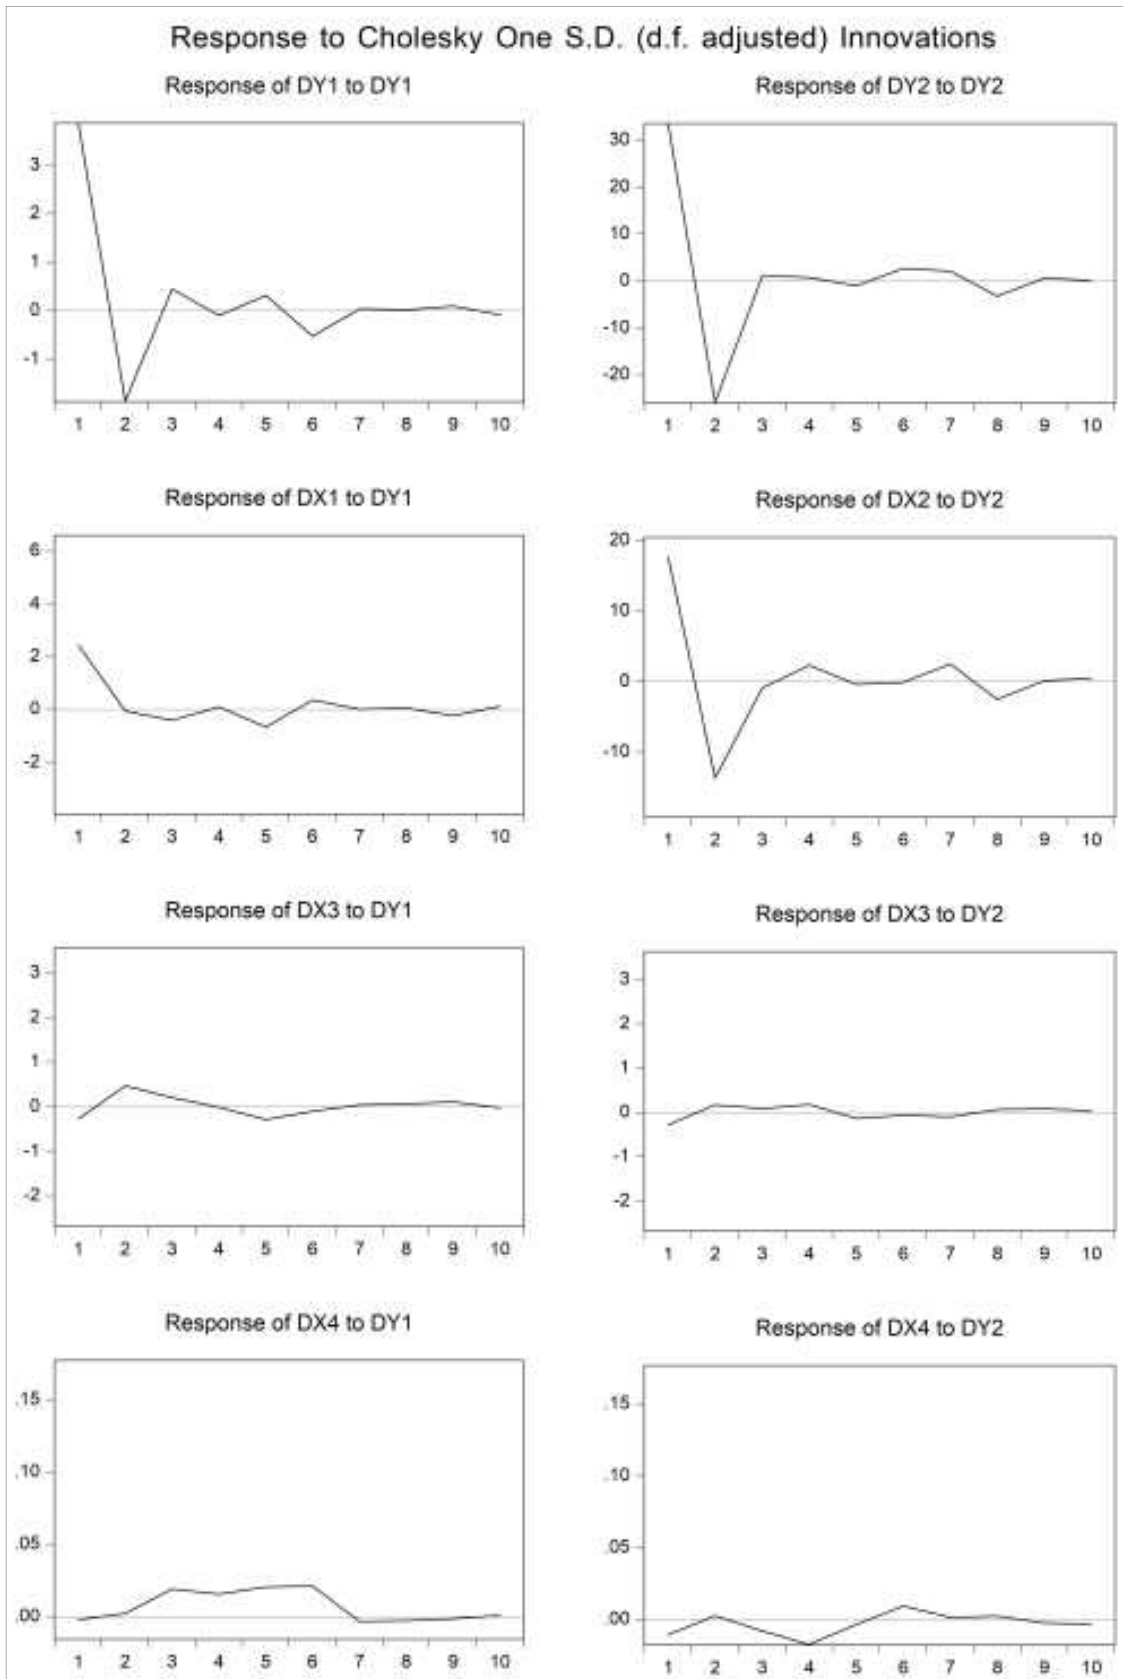 Response to Cholesky One S.D. (d.f. adjusted) Innovations
Response of DY1 to DY1
3
2
1
0
-1
1 2 3 4 5 6 7 8 9 10
Response of DY2 to DY2
30
20
10
0
-10
-20
1 2 3 4 5 6 7 8 9 10
Response of DX1 to DY1
6
4
2
0
-2
1 2 3 4 5 6 7 8 9 10
Response of DX2 to DY2
20
10
0
-10
1 2 3 4 5 6 7 8 9 10
Response of DX3 to DY1
3
2
1
0
-1
-2
1 2 3 4 5 6 7 8 9 10
Response of DX3 to DY2
3
2
1
0
-1
-2
1 2 3 4 5 6 7 8 9 10
Response of DX4 to DY1
.15
.10
.05
.00
1 2 3 4 5 6 7 8 9 10
Response of DX4 to DY2
.15
.10
.05
.00
1 2 3 4 5 6 7 8 9 10